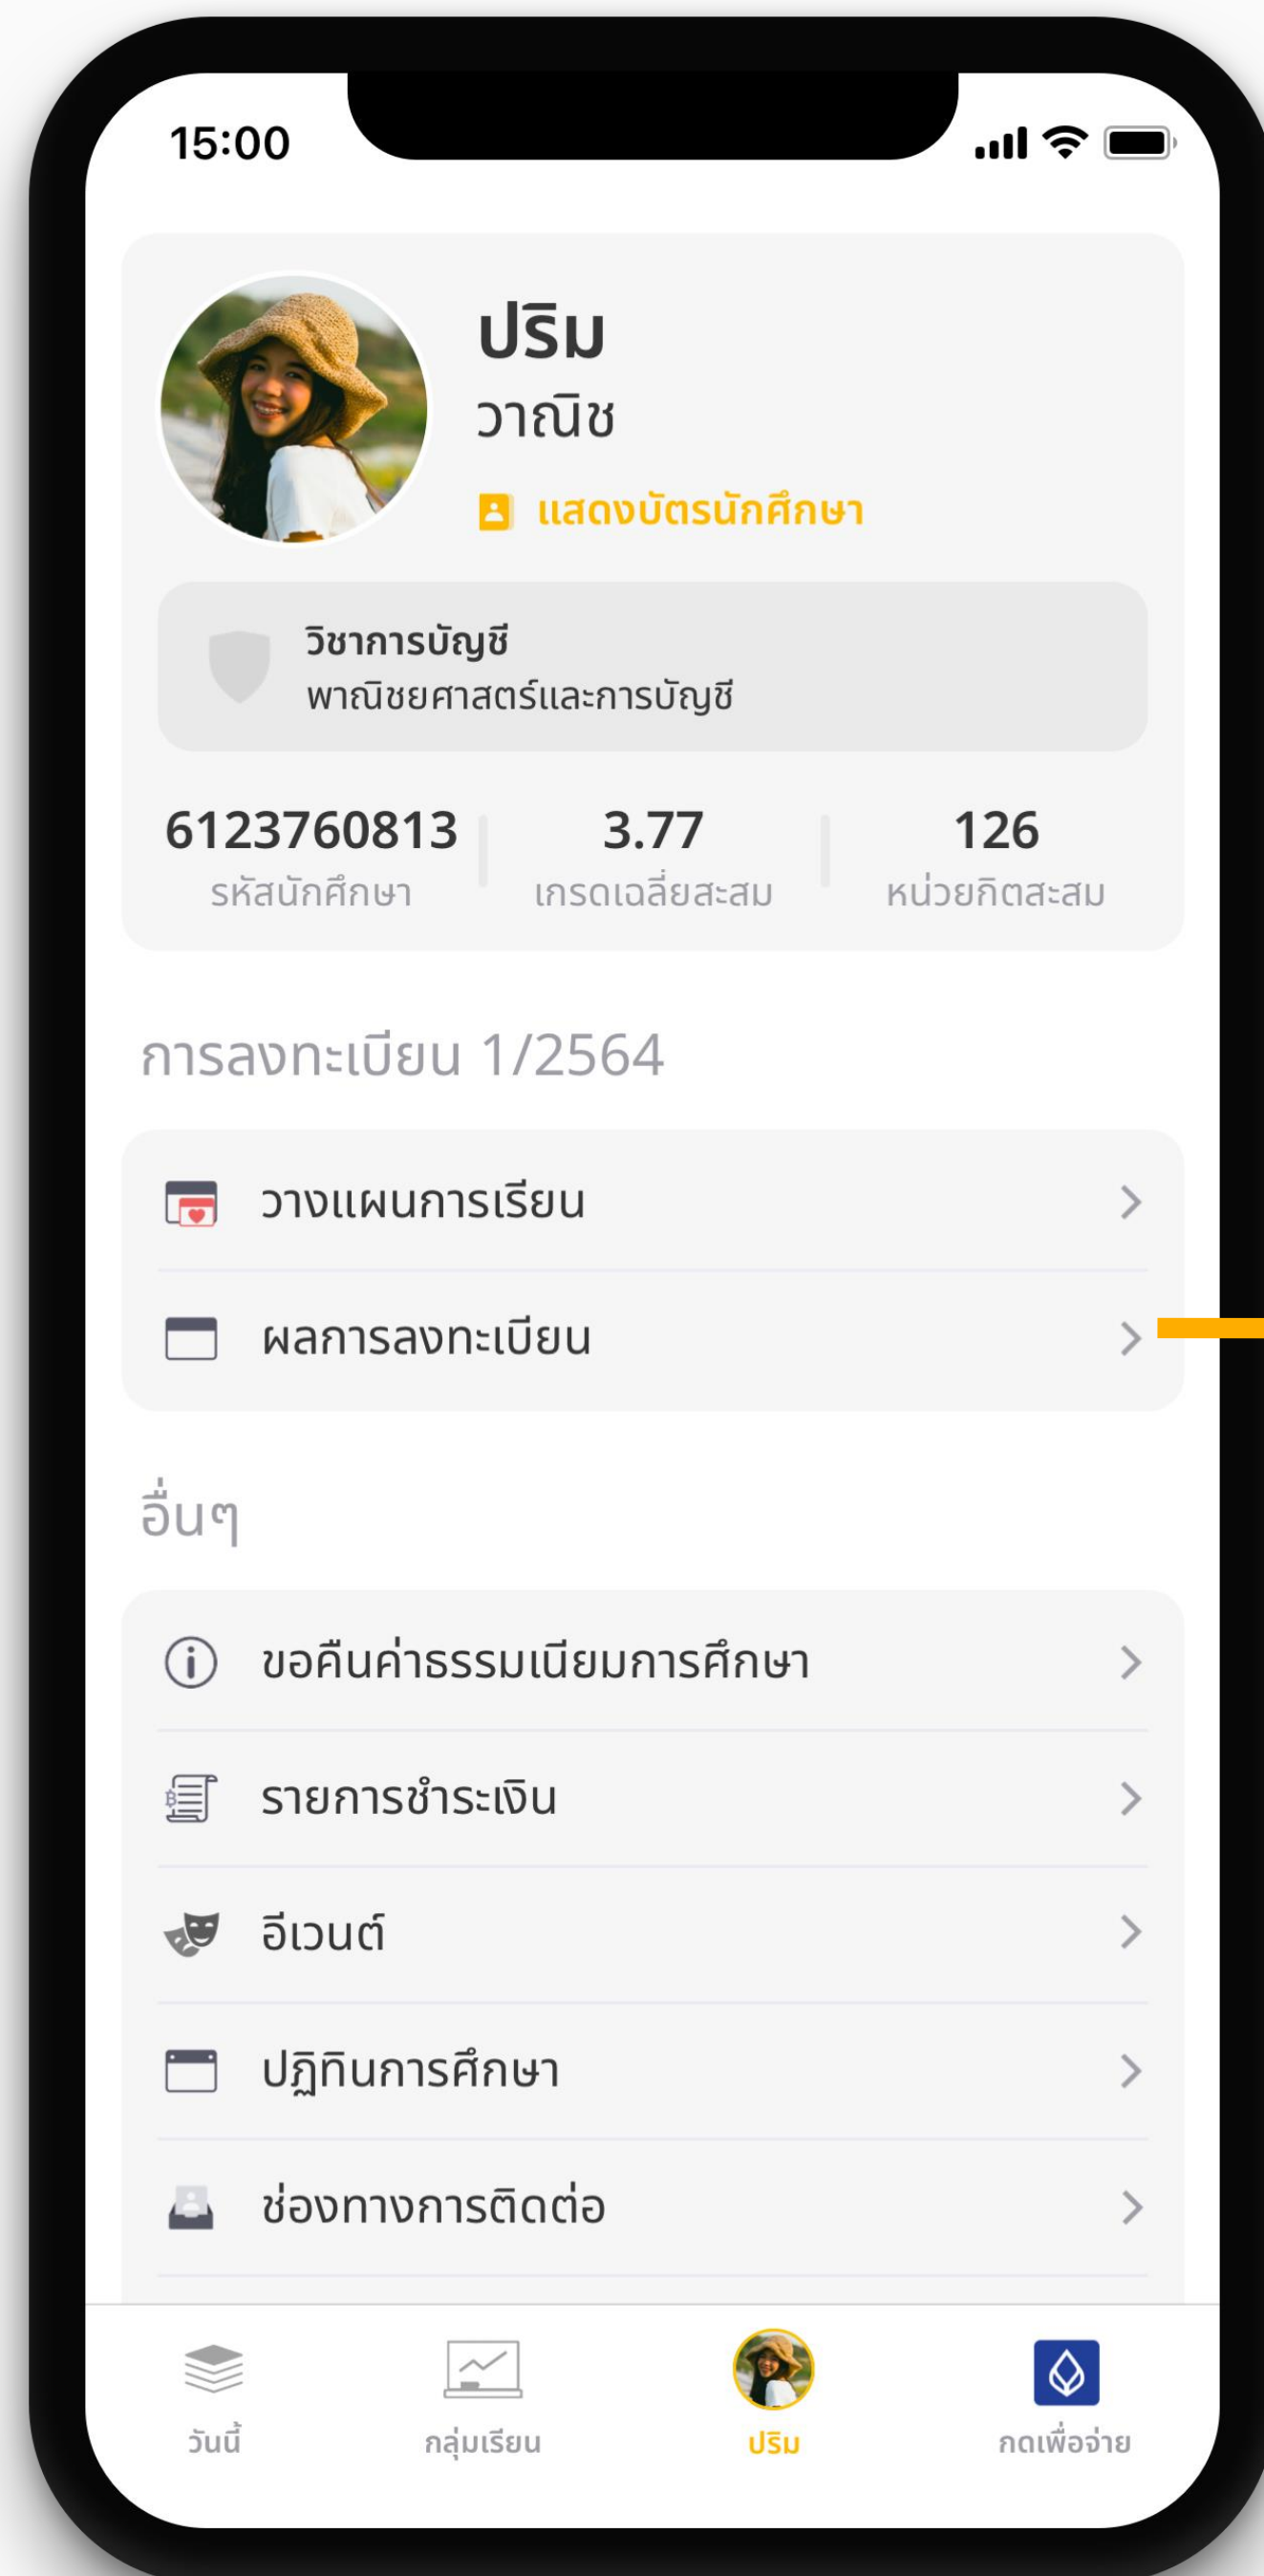 15:00
ปริม
วาณิช
แสดงบัตรนักศึกษา
วิชาการบัญชี
พาณิชยศาสตร์และการบัญชี
6123760813 3.77 126
รหัสนักศึกษา เกรดเฉลี่ยสะสม หน่วยกิตสะสม
การลงทะเบียน 1/2564
วางแผนการเรียน
ผลการลงทะเบียน
อื่นๆ
ขอคืนค่าธรรมเนียมการศึกษา
รายการชำระเงิน
อีเวนต์
ปฏิทินการศึกษา
ช่องทางการติดต่อ
วันนี้ กลุ่มเรียน ปริม กดเพื่อจ่าย